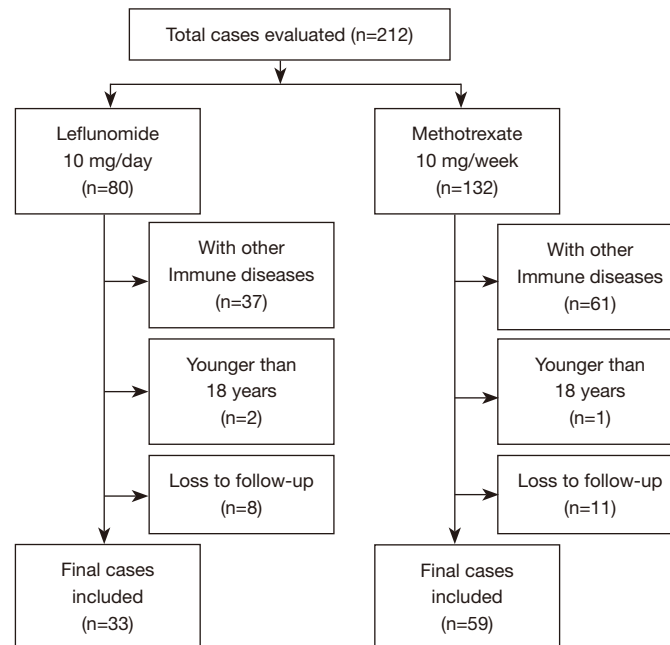 Total cases evaluated (n=212)
Leflunomide
10 mg/day
(n=80)
Methotrexate
10 mg/week
(n=132)
With other
Immune diseases
(n=37)
With other
Immune diseases
(n=61)
Younger than
18 years
(n=2)
Younger than
18 years
(n=1)
Loss to follow-up
(n=8)
Loss to follow-up
(n=11)
Final cases
included
(n=33)
Final cases
included
(n=59)